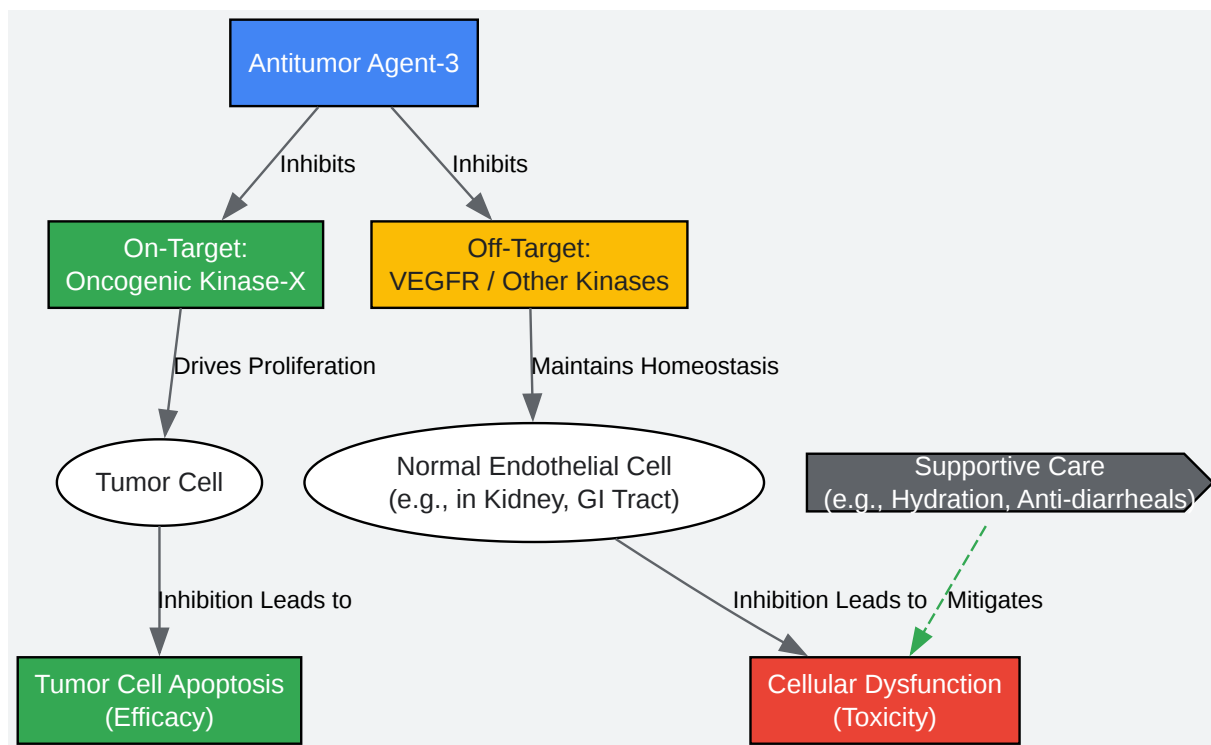 Antitumor Agent-3
Inhibits
Inhibits
On-Target:
Oncogenic Kinase-X
Off-Target:
VEGFR / Other Kinases
Drives Proliferation
Maintains Homeostasis
Tumor Cell
Normal Endothelial Cell
(e.g., in Kidney, GI Tract)
Supportive Care
(e.g., Hydration, Anti-diarrheals)
Inhibition Leads to
Inhibition Leads to
Mitigates
Tumor Cell Apoptosis
(Efficacy)
Cellular Dysfunction
(Toxicity)